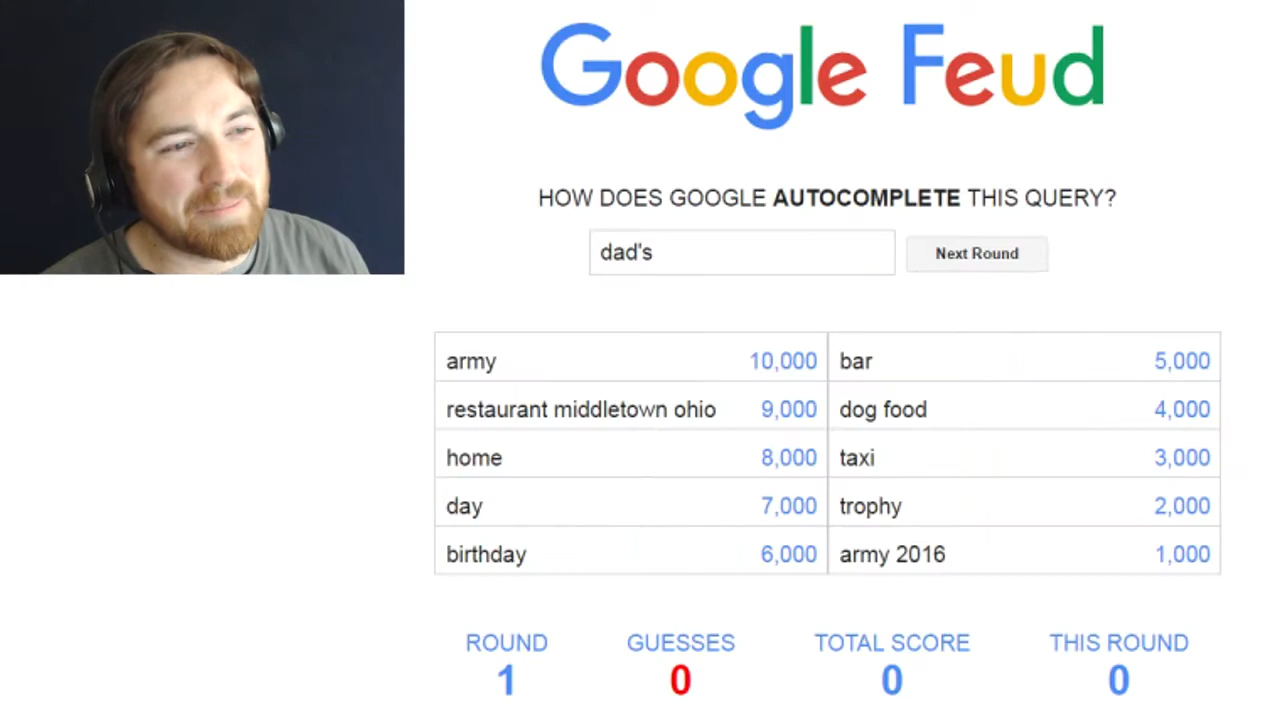 Google Feud
HOW DOES GOOGLE AUTOCOMPLETE THIS QUERY?
dad's
Next Round
army 10,000
restaurant middletown ohio 9,000
home 8,000
day 7,000
birthday 6,000
bar 5,000
dog food 4,000
taxi 3,000
trophy 2,000
army 2016 1,000
ROUND
1
GUESSES
0
TOTAL SCORE
0
THIS ROUND
0